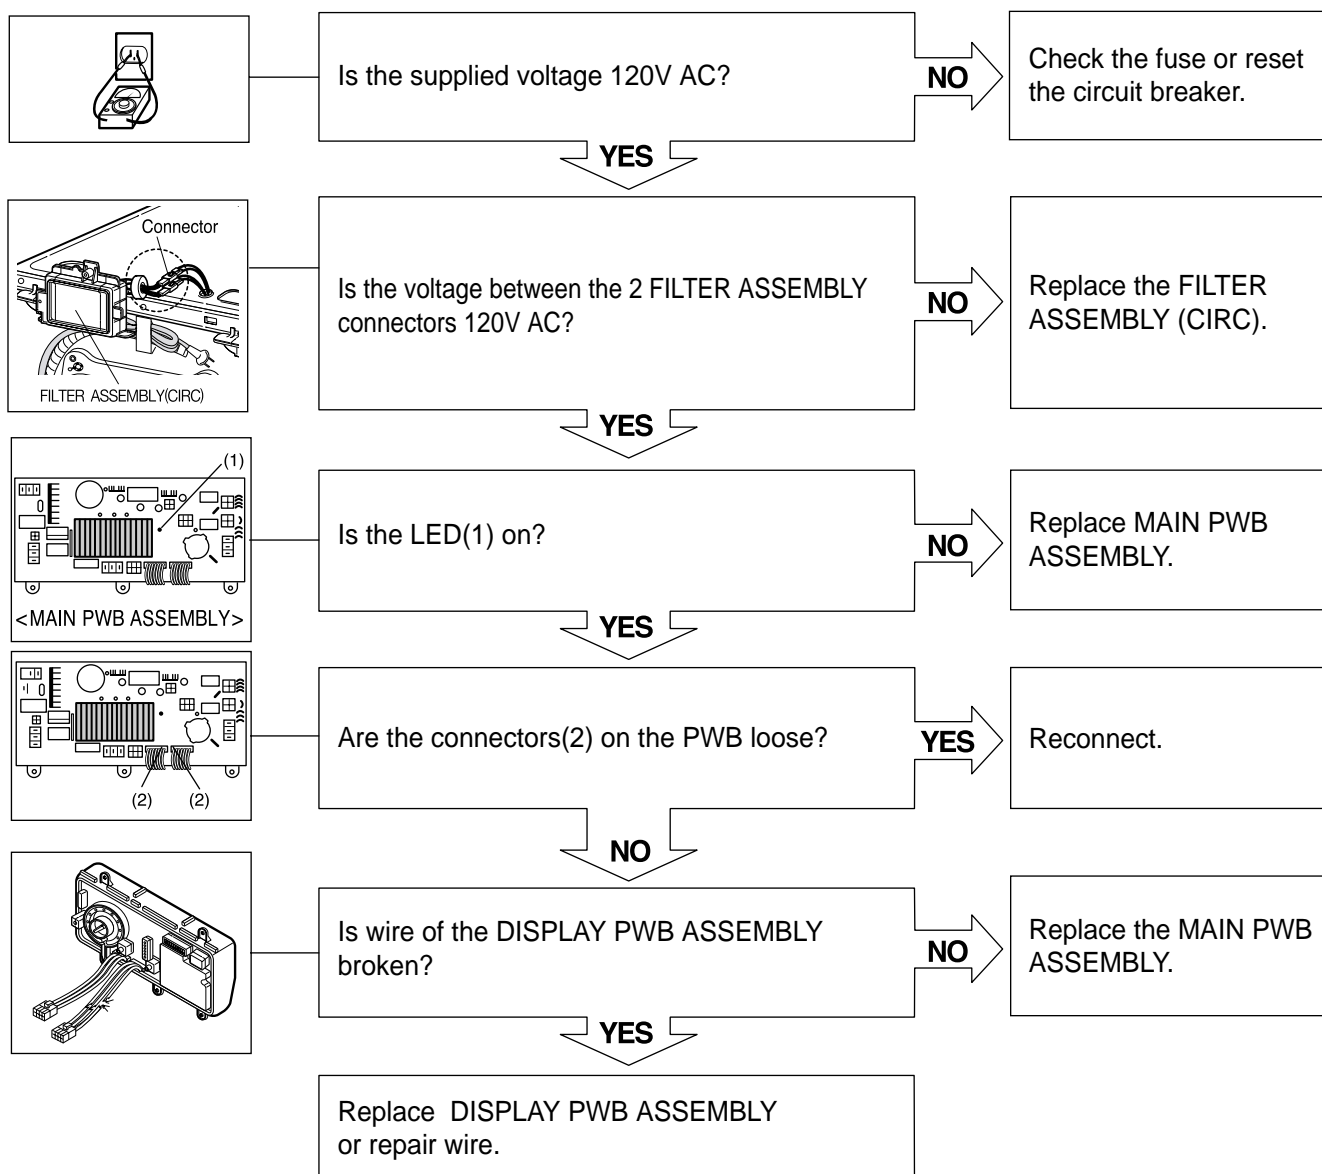 Is the supplied voltage 120V AC?
NO
Check the fuse or reset
the circuit breaker.
YES
Connector
FILTER ASSEMBLY(CIRC)
Is the voltage between the 2 FILTER ASSEMBLY
connectors 120V AC?
NO
Replace the FILTER
ASSEMBLY (CIRC).
YES
(1)
<MAIN PWB ASSEMBLY>
Is the LED(1) on?
NO
Replace MAIN PWB
ASSEMBLY.
YES
(2) (2)
Are the connectors(2) on the PWB loose?
YES
Reconnect.
NO
Is wire of the DISPLAY PWB ASSEMBLY
broken?
NO
Replace the MAIN PWB
ASSEMBLY.
YES
Replace DISPLAY PWB ASSEMBLY
or repair wire.